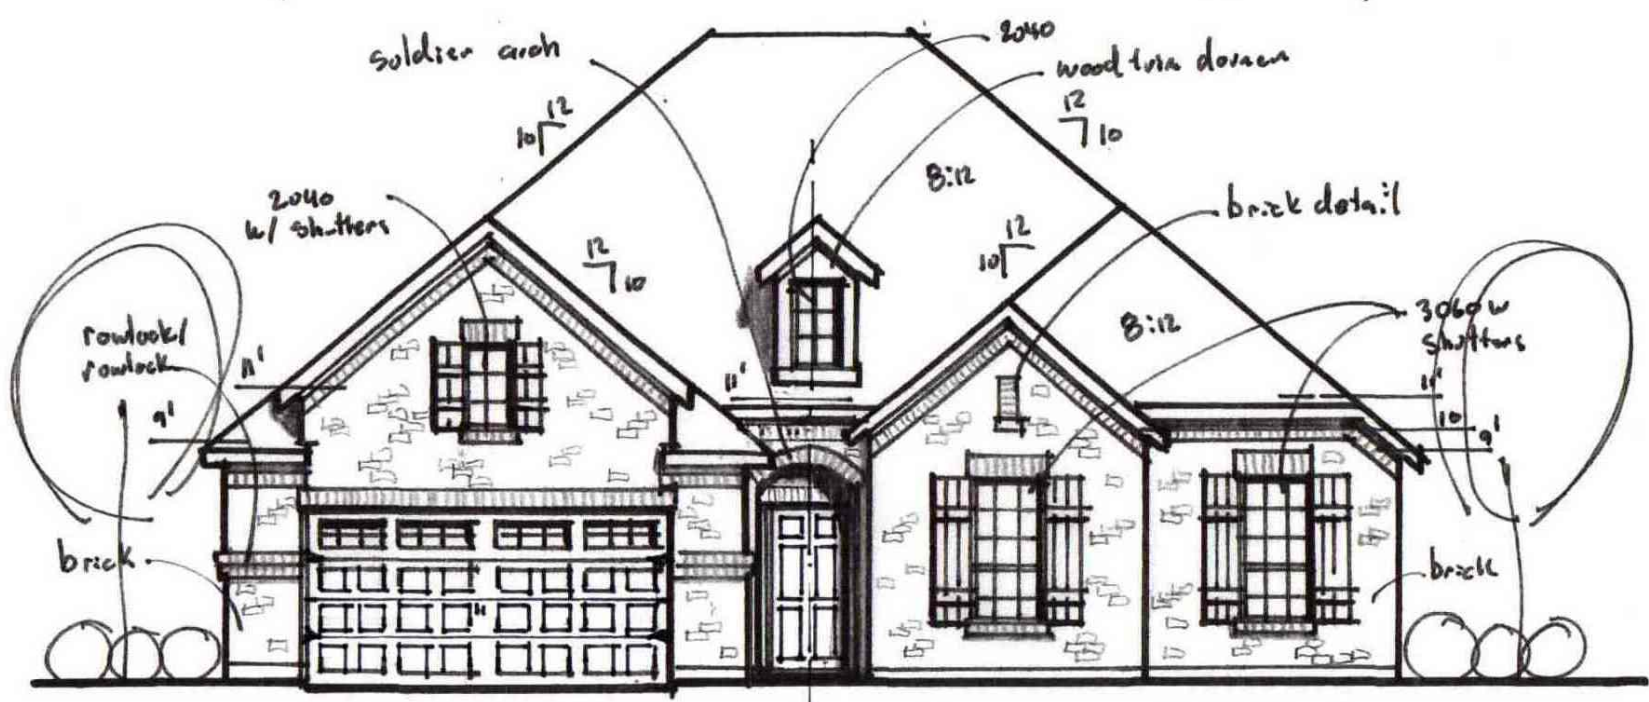 soldier arch
2040
wood trim dormer
12
10
12
10
8:12
2040
w/ shutters
brick detail
12
10
12
10
3060 w
shutters
8:12
rowlock/
rowlock
11'
11'
11'
9'
10'
9'
brick
brick